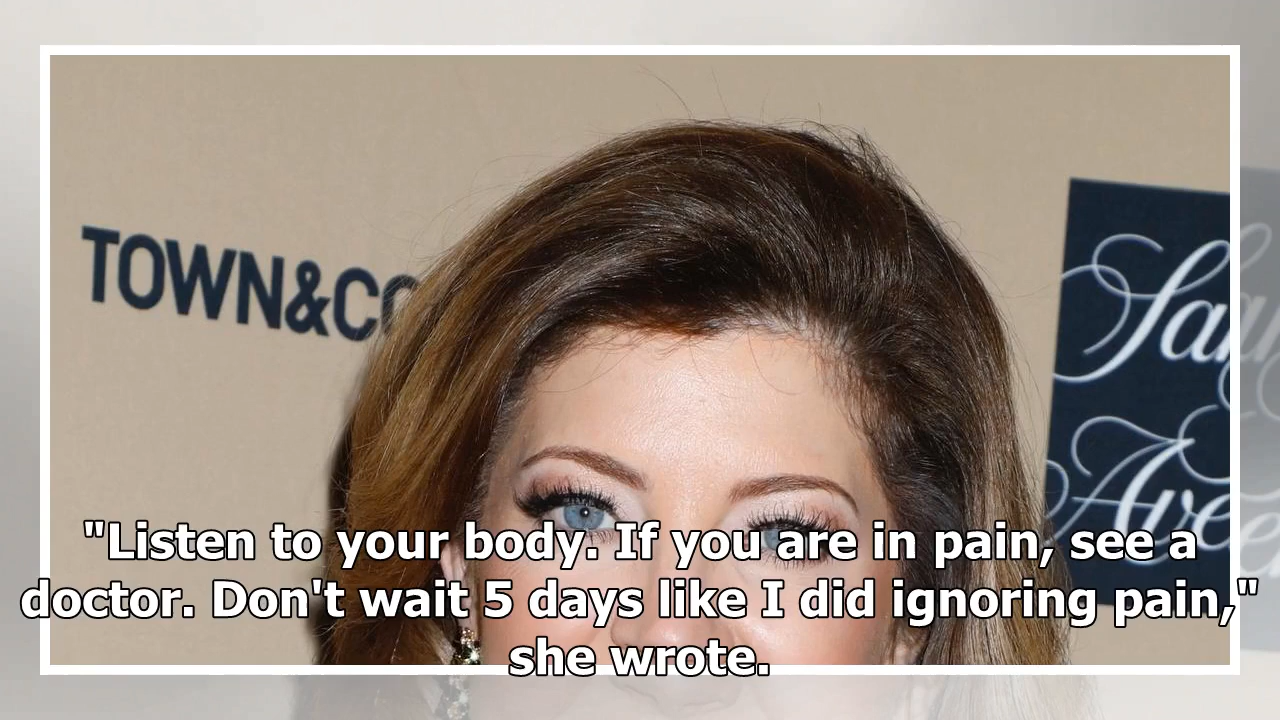 TOWN&CO
"Listen to your body. If you are in pain, see a
doctor. Don't wait 5 days like I did ignoring pain,"
she wrote.